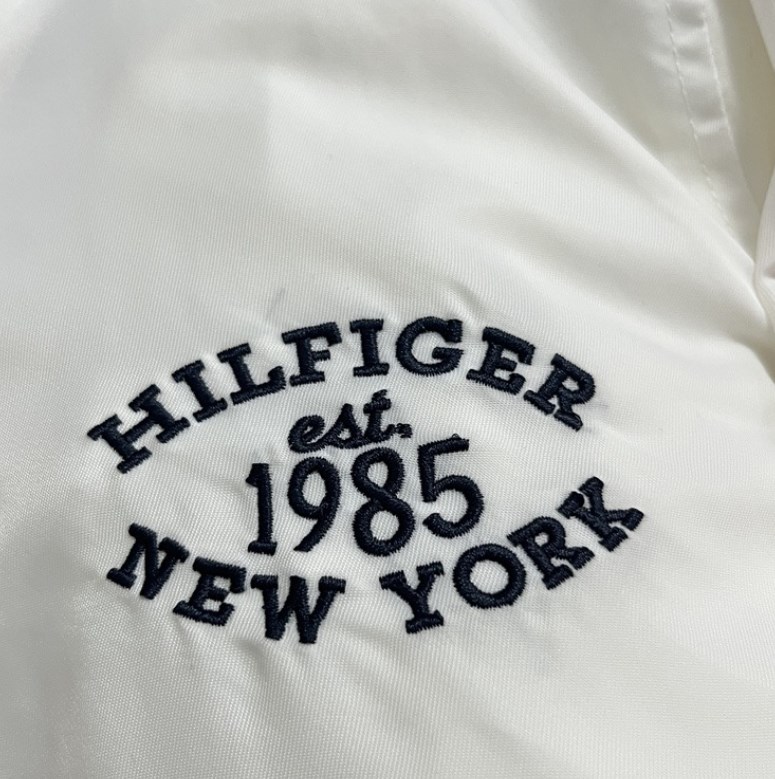 HILFIGER
est.
1985
NEW YORK